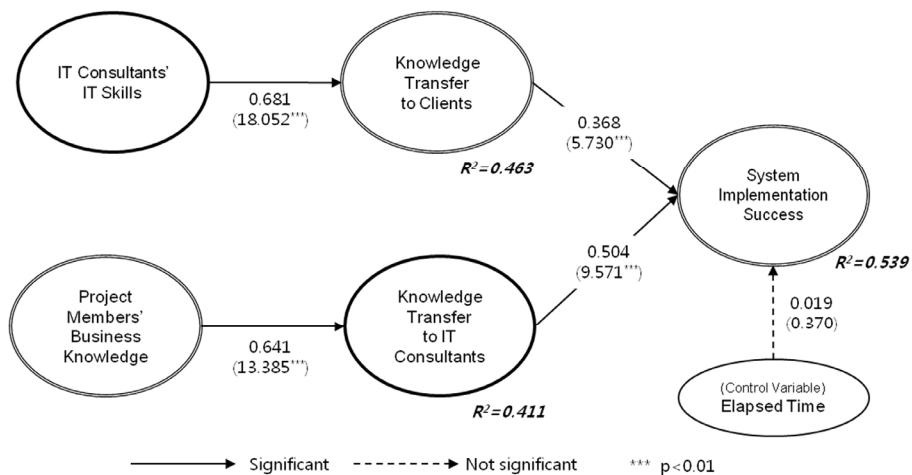 IT Consultants'
IT Skills
0.681
(18.052***)
Knowledge
Transfer
to Clients
R²=0.463
0.368
(5.730***)
System
Implementation
Success
R²=0.539
Project
Members'
Business
Knowledge
0.641
(13.385***)
Knowledge
Transfer
to IT
Consultants
R²=0.411
0.504
(9.571***)
0.019
(0.370)
(Control Variable)
Elapsed Time
Significant
Not significant
*** p<0.01